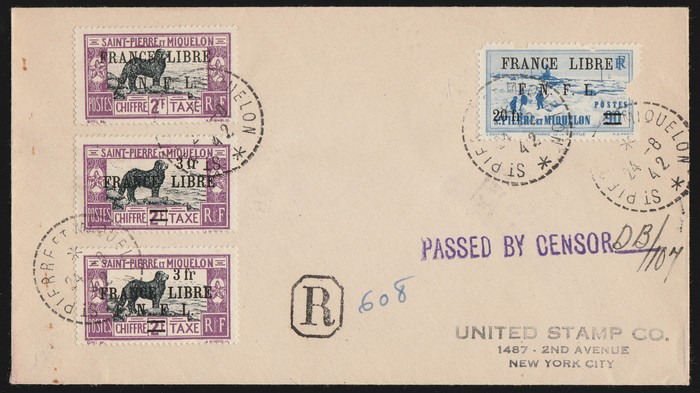 SAINT-PIERRE ET MIQUELON
FRANCE LIBRE
F. N. F. L.
POSTES CHIFFRE 2F TAXE RF
SAINT-PIERRE ET MIQUELON
3 fr
FRANCE LIBRE
POSTES CHIFFRE 2F TAXE RF
SAINT-PIERRE ET MIQUELON
3 fr
FRANCE LIBRE
F. N. F. L.
POSTES CHIFFRE 2F TAXE RF
FRANCE LIBRE RF
F. N. F. L.
POSTES
20 fr
ST PIERRE ET MIQUELON
ST PIERRE ET MIQUELON
24 8
42
PASSED BY CENSOR DB/
1107
R
608
UNITED STAMP CO.
1487 - 2ND AVENUE
NEW YORK CITY